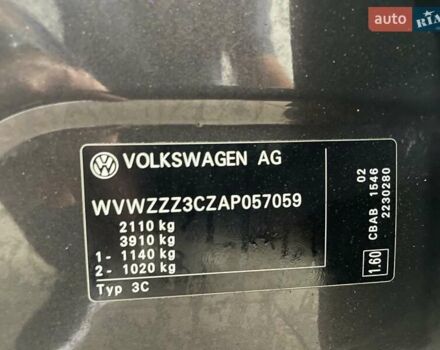 auto RIA
VOLKSWAGEN AG
WVWZZZ3CZAP057059
2110 kg
3910 kg
1- 1140 kg
2- 1020 kg
Typ 3C
02
CBAB 1546
2230280
1.60